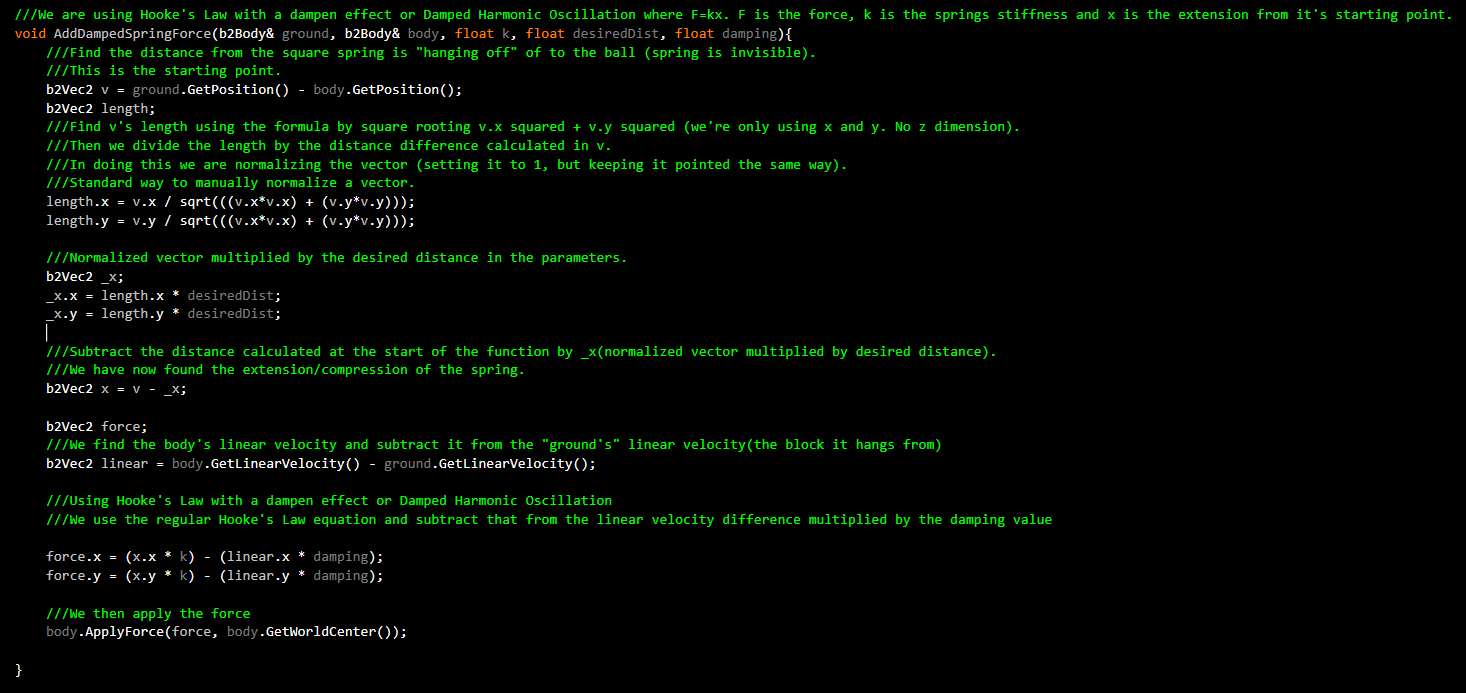 ///We are using Hooke's Law with a dampen effect or Damped Harmonic Oscillation where F=kx. F is the force, k is the springs stiffness and x is the extension from it's starting point.
void AddDampedSpringForce(b2Body& ground, b2Body& body, float k, float desiredDist, float damping){
///Find the distance from the square spring is "hanging off" of to the ball (spring is invisible).
///This is the starting point.
b2Vec2 v = ground.GetPosition() - body.GetPosition();
b2Vec2 length;
///Find v's length using the formula by square rooting v.x squared + v.y squared (we're only using x and y. No z dimension).
///Then we divide the length by the distance difference calculated in v.
///In doing this we are normalizing the vector (setting it to 1, but keeping it pointed the same way).
///Standard way to manually normalize a vector.
length.x = v.x / sqrt(((v.x*v.x) + (v.y*v.y)));
length.y = v.y / sqrt(((v.x*v.x) + (v.y*v.y)));
///Normalized vector multiplied by the desired distance in the parameters.
b2Vec2 _x;
_x.x = length.x * desiredDist;
_x.y = length.y * desiredDist;
///Subtract the distance calculated at the start of the function by _x(normalized vector multiplied by desired distance).
///We have now found the extension/compression of the spring.
b2Vec2 x = v - _x;
b2Vec2 force;
///We find the body's linear velocity and subtract it from the "ground's" linear velocity(the block it hangs from)
b2Vec2 linear = body.GetLinearVelocity() - ground.GetLinearVelocity();
///Using Hooke's Law with a dampen effect or Damped Harmonic Oscillation
///We use the regular Hooke's Law equation and subtract that from the linear velocity difference multiplied by the damping value
force.x = (x.x * k) - (linear.x * damping);
force.y = (x.y * k) - (linear.y * damping);
///We then apply the force
body.ApplyForce(force, body.GetWorldCenter());
}